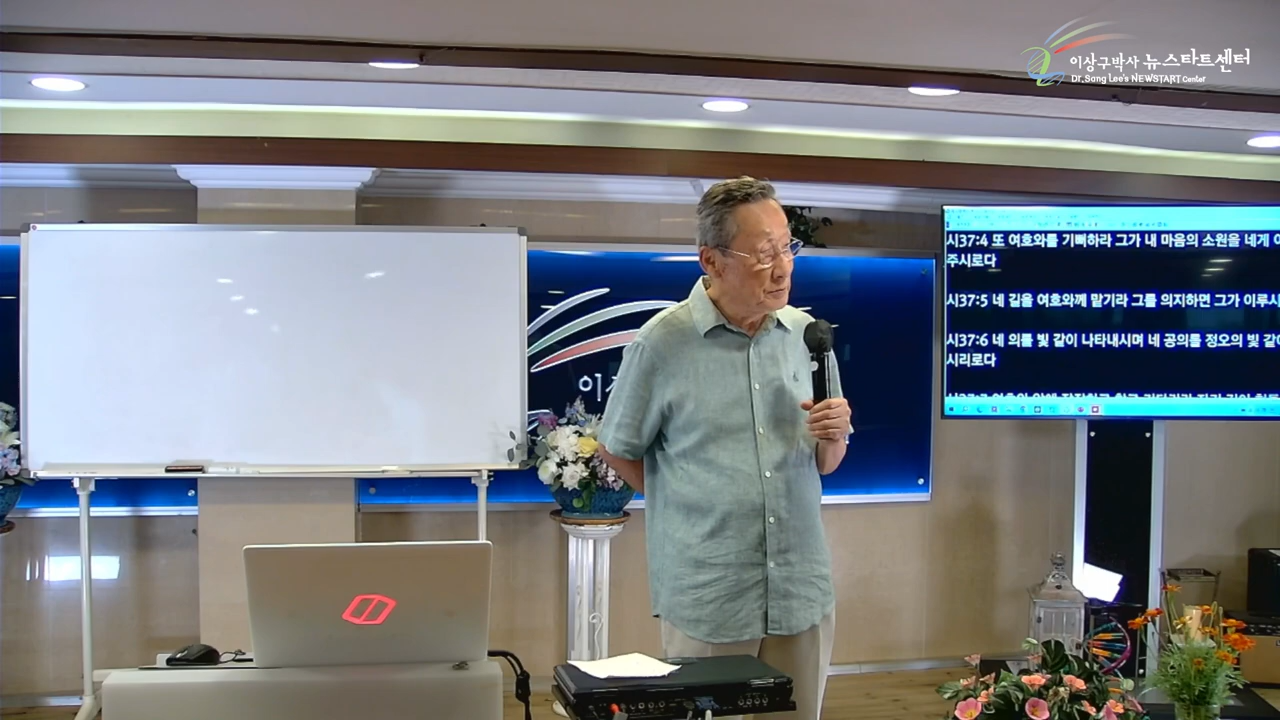 이상구박사 뉴스타트센터
Dr. Sang Lee's NEWSTART Center
시37:4 또 여호와를 기뻐하라 그가 내 마음의 소원을 네게
주시로다
시37:5 네 길을 여호와께 맡기라 그를 의지하면 그가
시37:6 네 의를 빛 같이 나타내시며 네 공의를 정오의 빛
시리로다